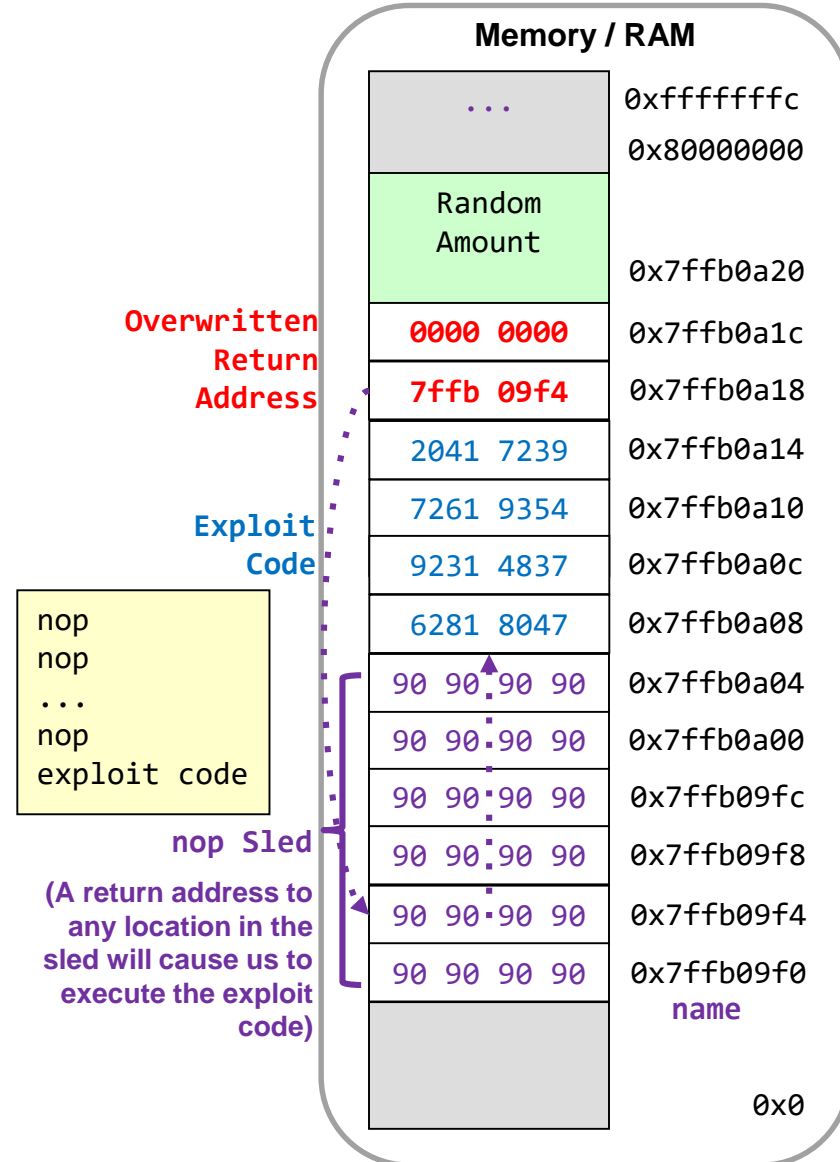 Memory / RAM
... 0xfffffffc
0x80000000
Random
Amount
0x7ffb0a20
Overwritten
Return
Address
0000 0000 0x7ffb0a1c
7ffb 09f4 0x7ffb0a18
2041 7239 0x7ffb0a14
Exploit
Code
7261 9354 0x7ffb0a10
9231 4837 0x7ffb0a0c
6281 8047 0x7ffb0a08
nop
nop
...
nop
exploit code
90 90 90 90 0x7ffb0a04
90 90 90 90 0x7ffb0a00
90 90 90 90 0x7ffb09fc
nop Sled
90 90 90 90 0x7ffb09f8
(A return address to
any location in the
sled will cause us to
execute the exploit
code)
90 90 90 90 0x7ffb09f4
90 90 90 90 0x7ffb09f0
name
0x0